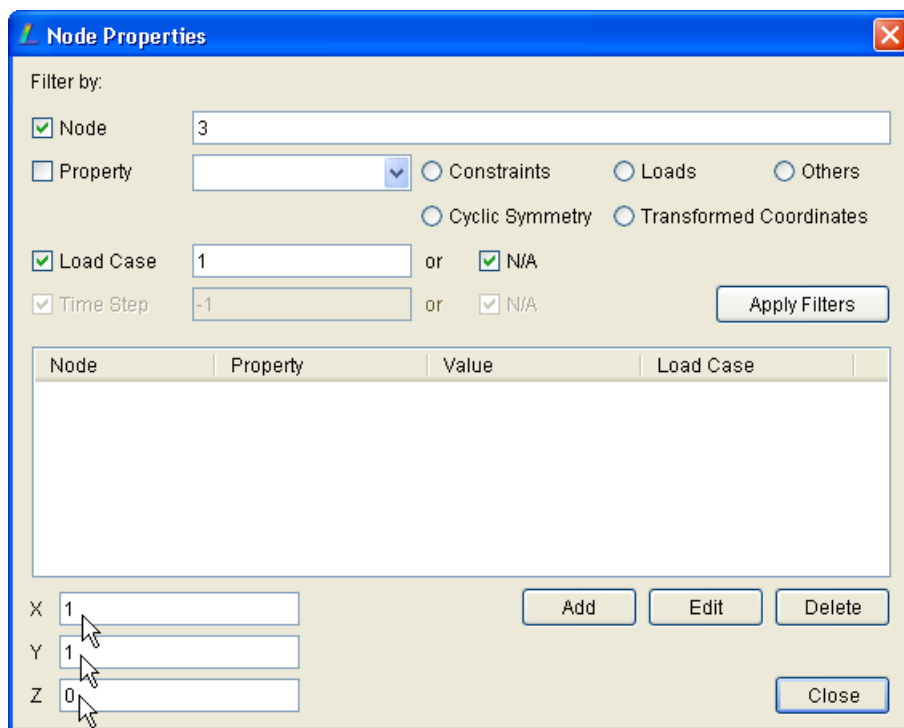 Node Properties
Filter by:
Node 3
Property Constraints Loads Others
Cyclic Symmetry Transformed Coordinates
Load Case 1 or N/A
Time Step -1 or N/A Apply Filters
Node Property Value Load Case
X 1 Add Edit Delete
Y 1
Z 0 Close